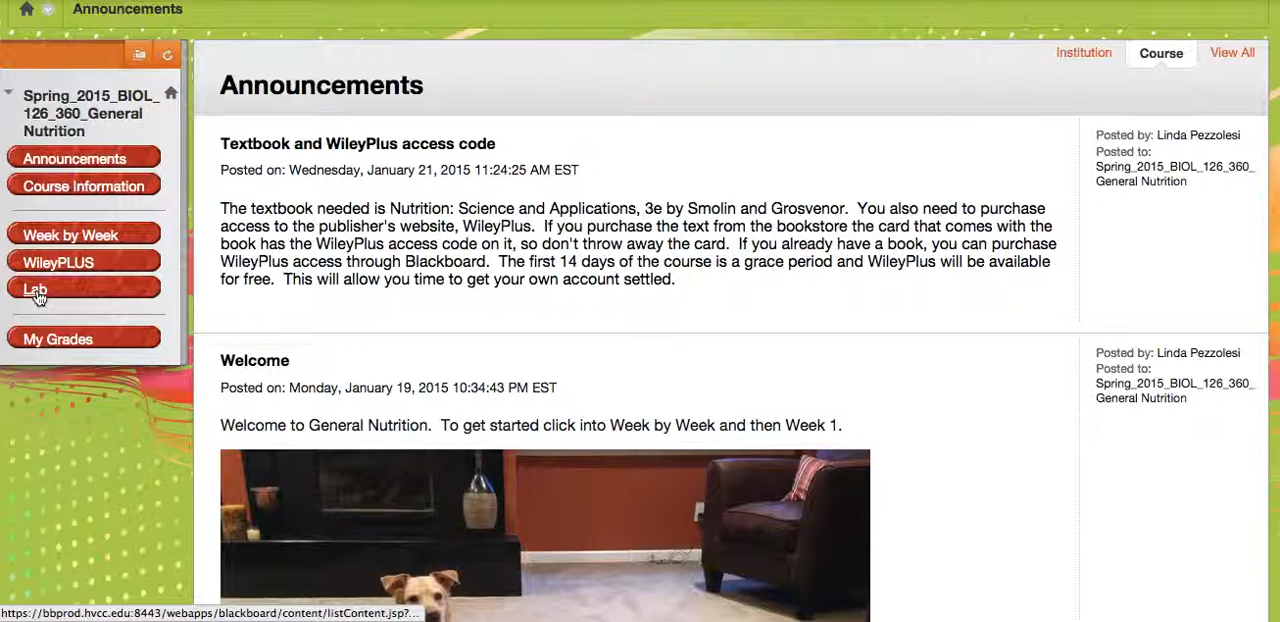 Announcements
Institution
Course
View All
Spring_2015_BIOL_
126_360_General
Nutrition
Announcements
Course Information
Week by Week
WileyPLUS
Lab
My Grades
Announcements
Textbook and WileyPlus access code
Posted on: Wednesday, January 21, 2015 11:24:25 AM EST
The textbook needed is Nutrition: Science and Applications, 3e by Smolin and Grosvenor. You also need to purchase
access to the publisher's website, WileyPlus. If you purchase the text from the bookstore the card that comes with the
book has the WileyPlus access code on it, so don't throw away the card. If you already have a book, you can purchase
WileyPlus access through Blackboard. The first 14 days of the course is a grace period and WileyPlus will be available
for free. This will allow you time to get your own account settled.
Posted by: Linda Pezzolesi
Posted to:
Spring_2015_BIOL_126_360_
General Nutrition
Welcome
Posted on: Monday, January 19, 2015 10:34:43 PM EST
Welcome to General Nutrition. To get started click into Week by Week and then Week 1.
Posted by: Linda Pezzolesi
Posted to:
Spring_2015_BIOL_126_360_
General Nutrition
https://bbprod.hvcc.edu:8443/webapps/blackboard/content/listContent.jsp?...